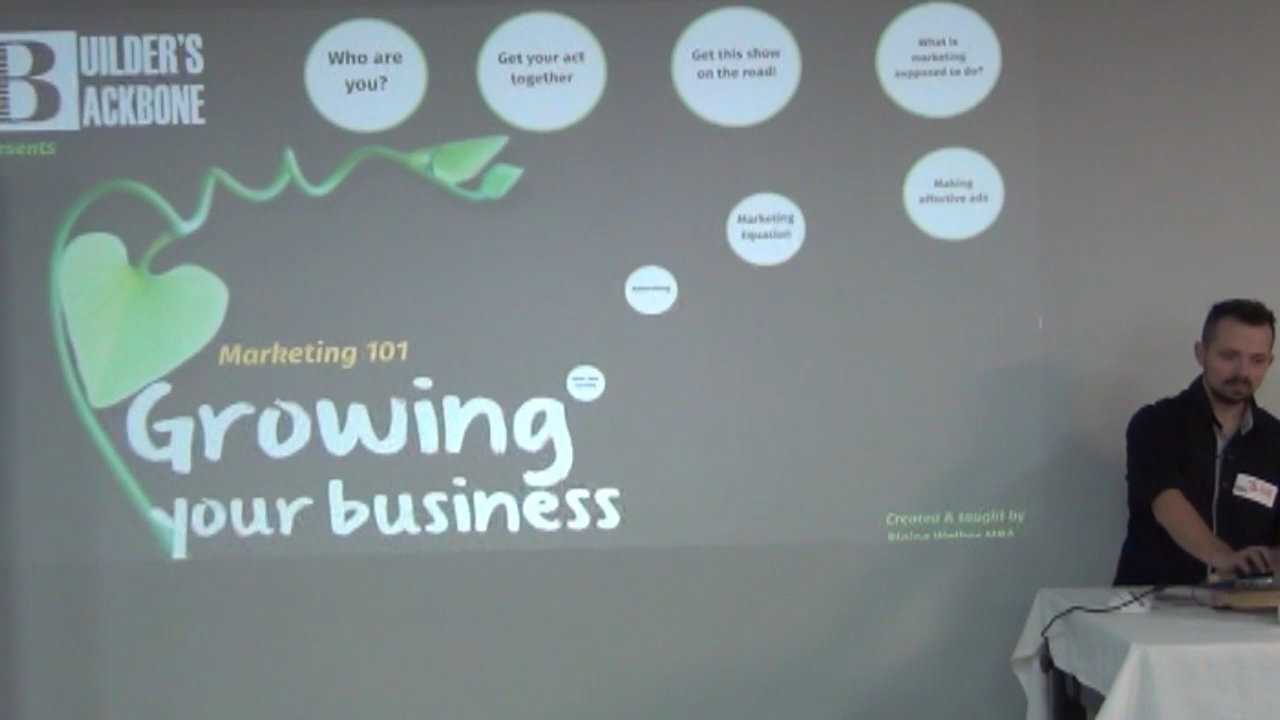 BUILDER'S
BACKBONE
esents
Who are
you?
Get your act
together
Get this show
on the road!
What is
marketing
supposed to do?
Making
effective ads
Marketing
Equation
Marketing 101
Growing
your business
Created & taught by
MBA